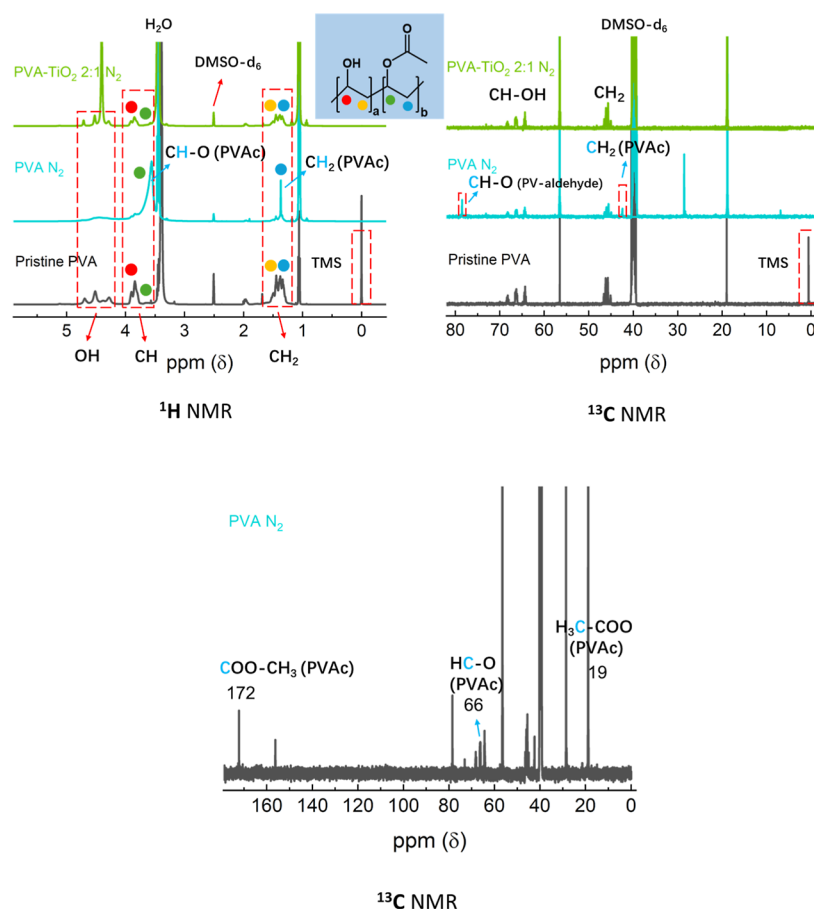 H₂O
PVA-TiO₂ 2:1 N₂
DMSO-d₆
O
OH
O
a
b
PVA N₂
CH-O (PVAc)
CH₂ (PVAc)
Pristine PVA
TMS
5 4 3 2 1 0
OH
CH
ppm (δ)
CH₂
¹H NMR
DMSO-d₆
PVA-TiO₂ 2:1 N₂
CH-OH
CH₂
CH₂ (PVAc)
PVA N₂
CH-O (PV-aldehyde)
Pristine PVA
TMS
80 70 60 50 40 30 20 10 0
ppm (δ)
¹³C NMR
PVA N₂
H₃C-COO
(PVAc)
19
HC-O
(PVAc)
66
COO-CH₃ (PVAc)
172
160 140 120 100 80 60 40 20 0
ppm (δ)
¹³C NMR